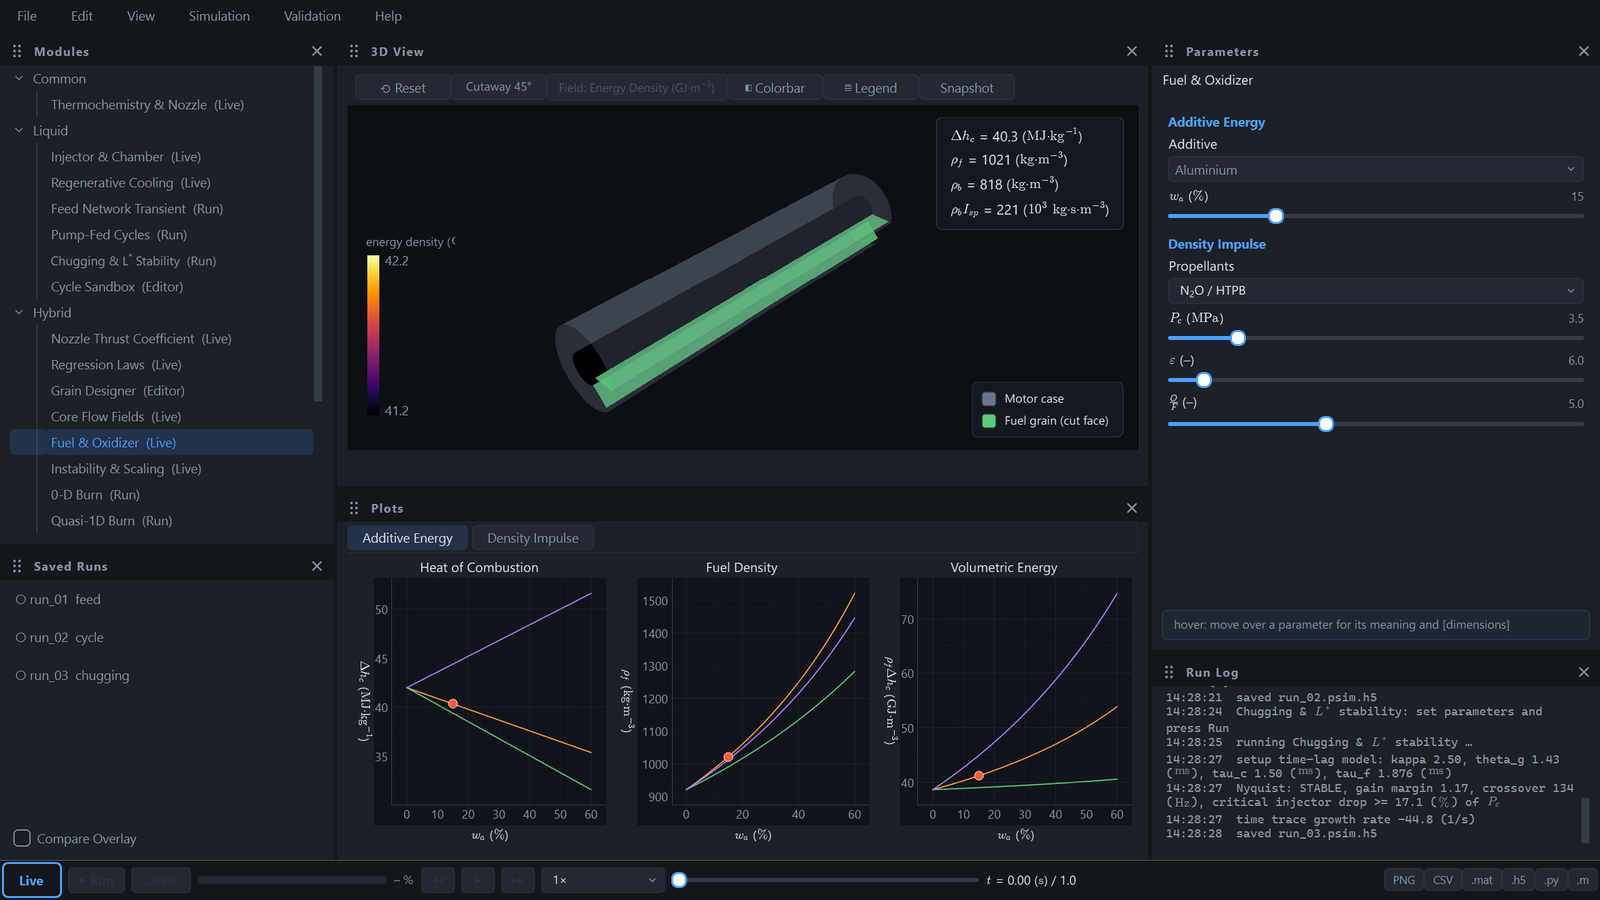 File Edit View Simulation Validation Help
Modules
Common
Thermochemistry & Nozzle (Live)
Liquid
Injector & Chamber (Live)
Regenerative Cooling (Live)
Feed Network Transient (Run)
Pump-Fed Cycles (Run)
Chugging & L* Stability (Run)
Cycle Sandbox (Editor)
Hybrid
Nozzle Thrust Coefficient (Live)
Regression Laws (Live)
Grain Designer (Editor)
Core Flow Fields (Live)
Fuel & Oxidizer (Live)
Instability & Scaling (Live)
0-D Burn (Run)
Quasi-1D Burn (Run)
Saved Runs
run_01 feed
run_02 cycle
run_03 chugging
Compare Overlay
3D View
Reset Cutaway 45° Field: Energy Density (GJ·m⁻³) Colorbar Legend Snapshot
Δh_c = 40.3 (MJ·kg⁻¹)
ρ_f = 1021 (kg·m⁻³)
ρ_b = 818 (kg·m⁻³)
ρ_b I_sp = 221 (10³ kg·s·m⁻³)
energy density (
42.2
41.2
Motor case
Fuel grain (cut face)
Plots
Additive Energy Density Impulse
Heat of Combustion
Δh_c (MJ·kg⁻¹)
50
45
40
35
0 10 20 30 40 50 60
w_a (%)
Fuel Density
ρ_f (kg·m⁻³)
1500
1400
1300
1200
1100
1000
900
0 20 40 60
w_a (%)
Volumetric Energy
ρ_f Δh_c (GJ·m⁻³)
70
60
50
40
0 10 20 30 40 50 60
w_a (%)
Parameters
Fuel & Oxidizer
Additive Energy
Additive
Aluminium
w_a (%) 15
Density Impulse
Propellants
N₂O / HTPB
P_c (MPa) 3.5
ε (–) 6.0
O/F (–) 5.0
hover: move over a parameter for its meaning and [dimensions]
Run Log
14:28:21 saved run_02.psim.h5
14:28:24 Chugging & L* stability: set parameters and
press Run
14:28:25 running Chugging & L* stability …
14:28:27 setup time-lag model: kappa 2.50, theta_g 1.43
(ms), tau_c 1.50 (ms), tau_f 1.876 (ms)
14:28:27 Nyquist: STABLE, gain margin 1.17, crossover 134
(Hz), critical injector drop >= 17.1 (%) of P_c
14:28:27 time trace growth rate -44.8 (1/s)
14:28:28 saved run_03.psim.h5
Live Run Cancel – % 1× t = 0.00 (s) / 1.0 PNG CSV .mat .h5 .py .m